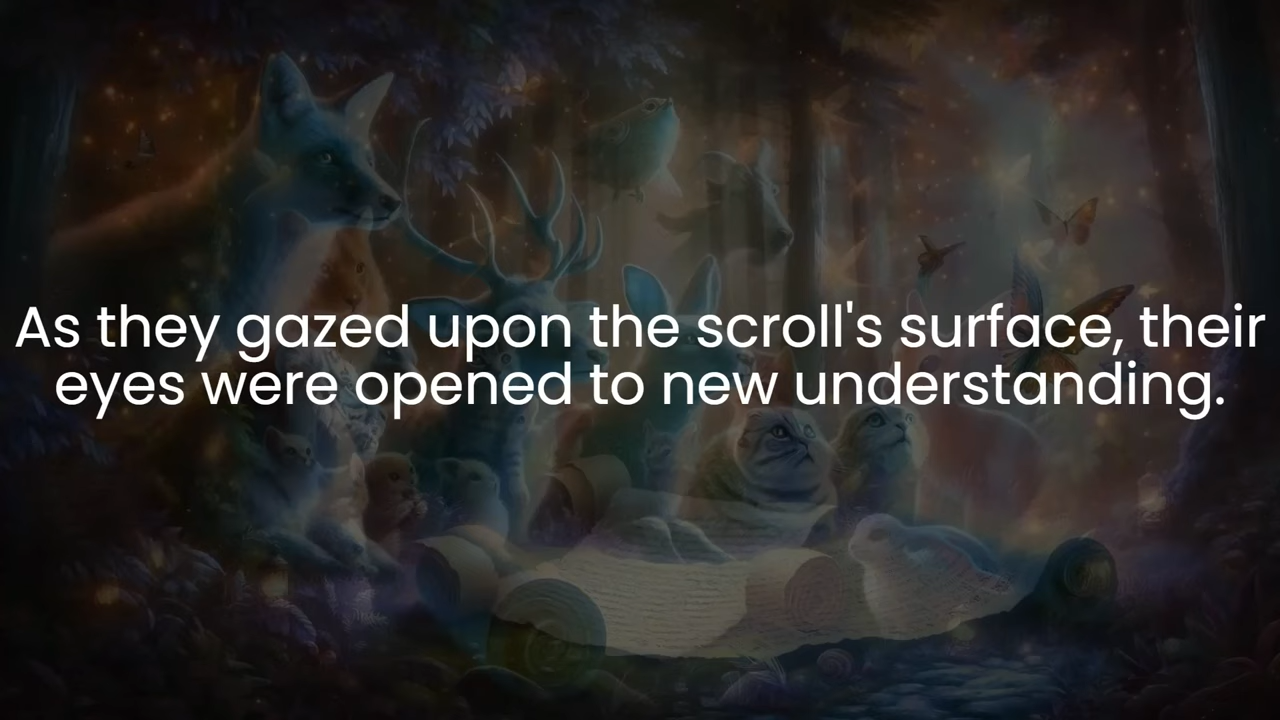 As they gazed upon the scroll's surface, their
eyes were opened to new understanding.